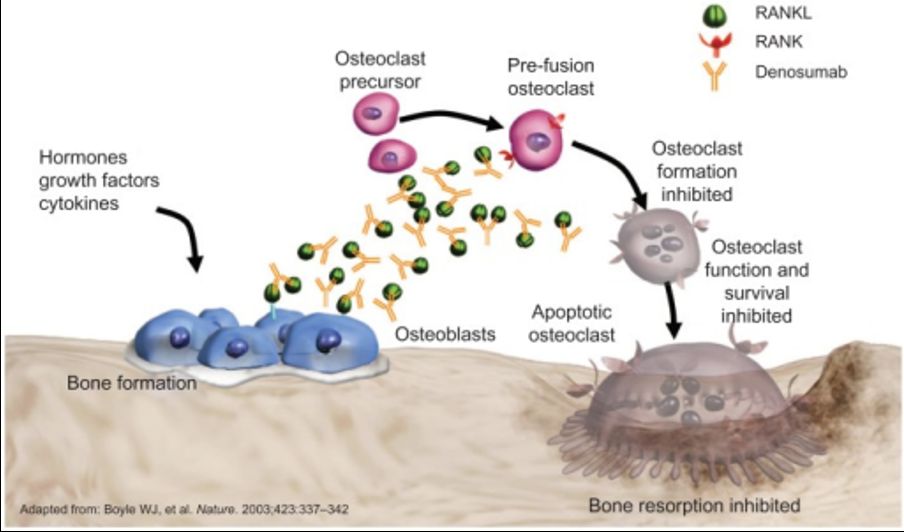 RANKL
RANK
Denosumab
Osteoclast
precursor
Pre-fusion
osteoclast
Hormones
growth factors
cytokines
Osteoclast
formation
inhibited
Osteoclast
function and
survival
inhibited
Apoptotic
osteoclast
Osteoblasts
Bone formation
Bone resorption inhibited
Adapted from: Boyle WJ, et al. Nature. 2003;423:337–342